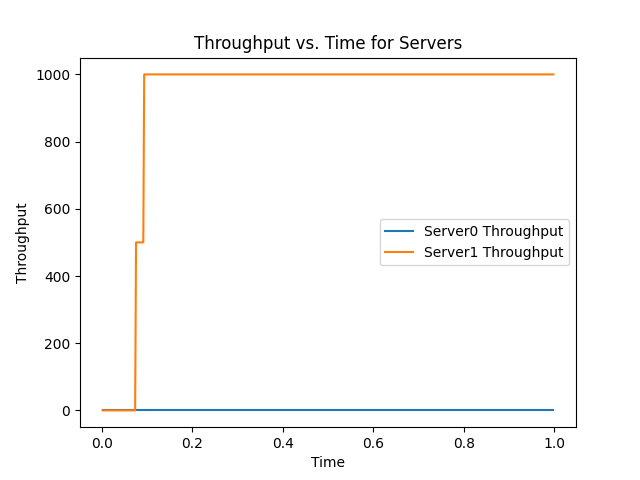 Throughput vs. Time for Servers
1000
800
600
400
200
0
Throughput
Server0 Throughput
Server1 Throughput
0.0 0.2 0.4 0.6 0.8 1.0
Time